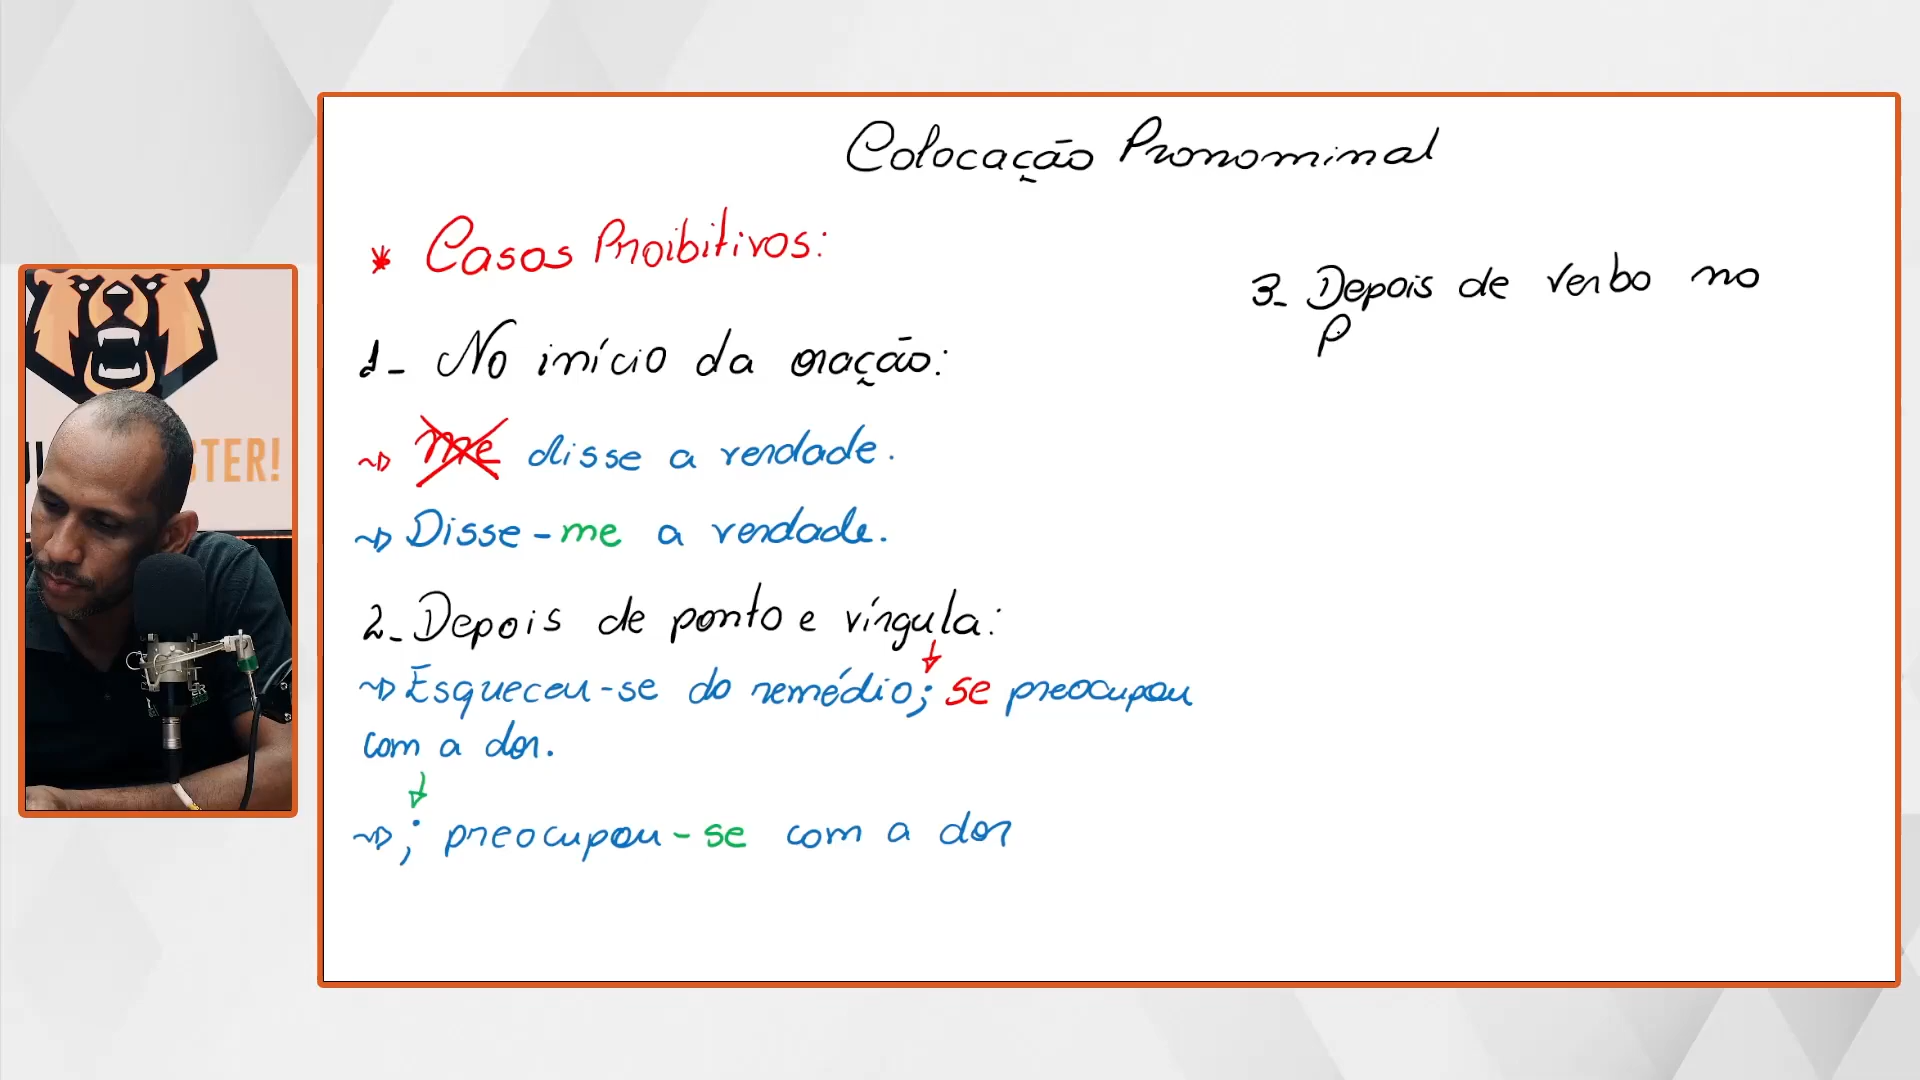 Colocação Pronominal
* Casos Proibitivos:
1- No início da oração:
~> me disse a verdade.
~> Disse-me a verdade.
2- Depois de ponto e vírgula:
~> Esqueceu-se do remédio; se preocupou
com a dor.
~> ; preocupou-se com a dor
3- Depois de verbo no
P
STER!